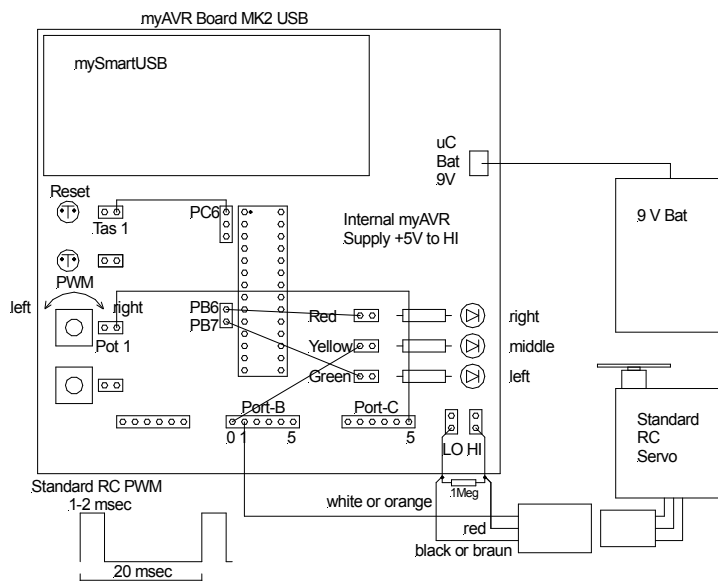 myAVR Board MK2 USB
mySmartUSB
uC
Bat
9V
Reset
Tas 1
PC6
Internal myAVR
Supply +5V to HI
9 V Bat
PWM
left
right
Pot 1
PB6
PB7
Red
right
Yellow
middle
Green
left
Port-B
0 1 5
Port-C
5
LO HI
Standard
RC
Servo
Standard RC PWM
1-2 msec
20 msec
1Meg
white or orange
red
black or braun